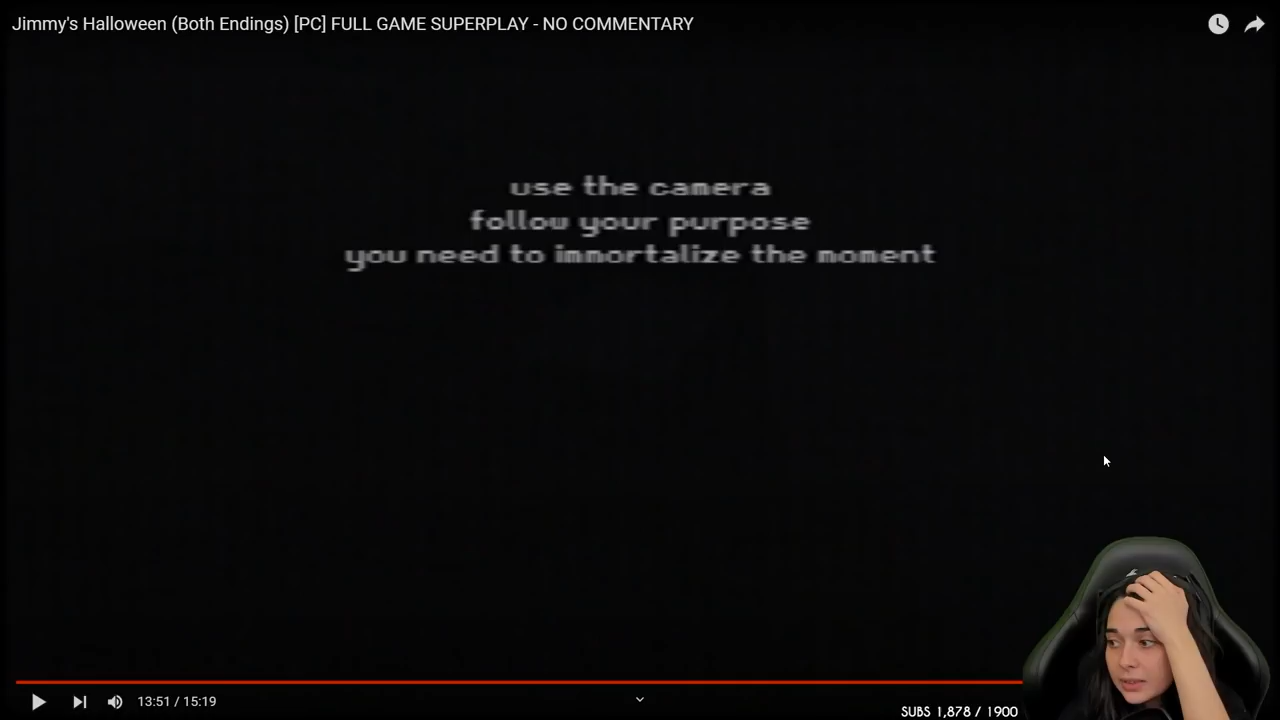 Jimmy's Halloween (Both Endings) [PC] FULL GAME SUPERPLAY - NO COMMENTARY
use the camera
follow your purpose
you need to immortalize the moment
13:51 / 15:19
SUBS 1,878 / 1900